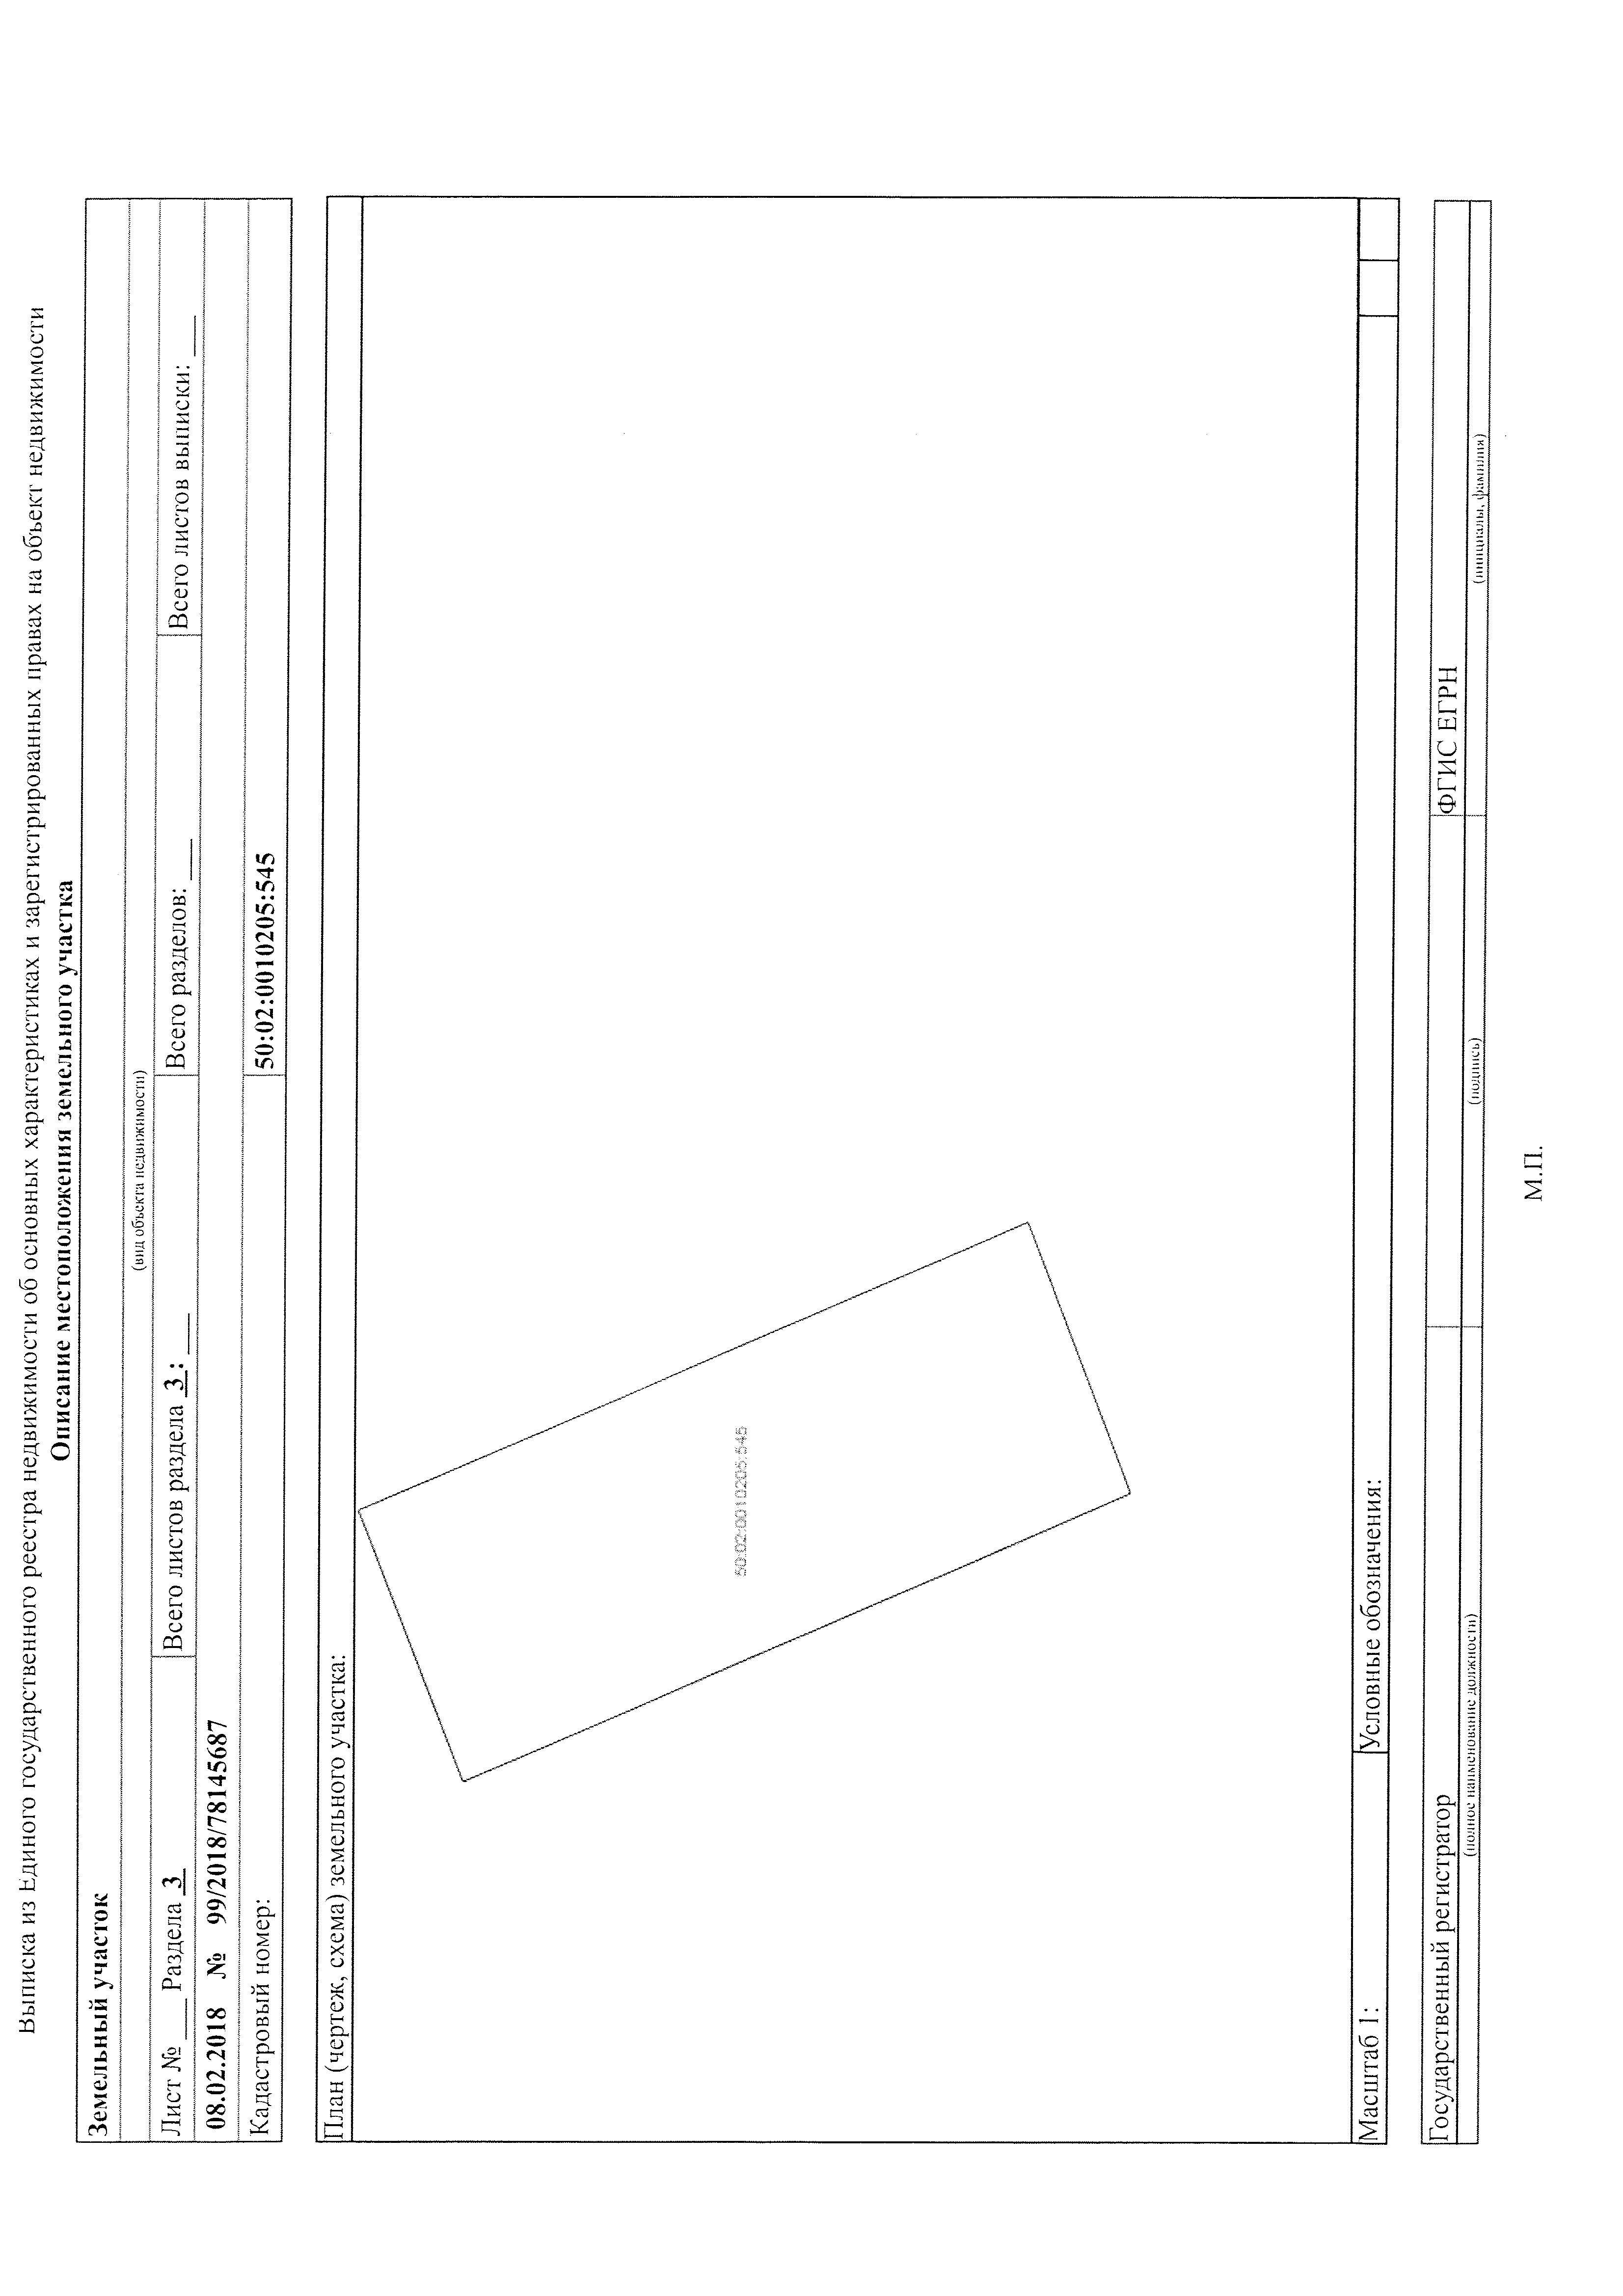 Выписка из Единого государственного реестра недвижимости об основных характеристиках и зарегистрированных правах на объект недвижимости
Описание местоположения земельного участка
Земельный участок
(вид объекта недвижимости)
Лист № ___ Раздела 3 Всего листов раздела 3 : ___ Всего разделов: ___ Всего листов выписки: ___
08.02.2018 № 99/2018/78145687
Кадастровый номер: 50:02:0010205:545
План (чертеж, схема) земельного участка:
50:02:0010205:545
Масштаб 1: Условные обозначения:
Государственный регистратор ФГИС ЕГРН
(полное наименование должности) (подпись) (инициалы, фамилия)
М.П.